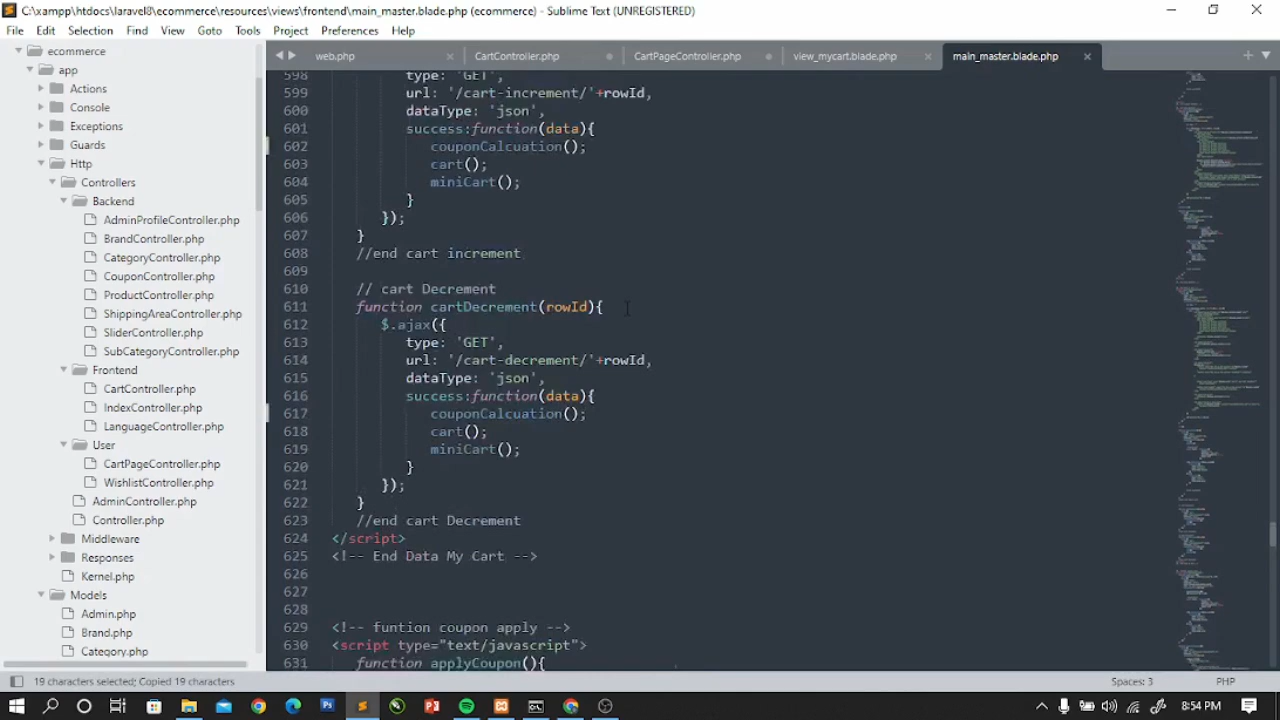 C:\xampp\htdocs\laravel8\ecommerce\resources\views\frontend\main_master.blade.php (ecommerce) - Sublime Text (UNREGISTERED)
File Edit Selection Find View Goto Tools Project Preferences Help
ecommerce
app
Actions
Console
Exceptions
Guards
Http
Controllers
Backend
AdminProfileController.php
BrandController.php
CategoryController.php
CouponController.php
ProductController.php
ShippingAreaController.php
SliderController.php
SubCategoryController.php
Frontend
CartController.php
IndexController.php
LanguageController.php
User
CartPageController.php
WishlistController.php
AdminController.php
Controller.php
Middleware
Responses
Kernel.php
Models
Admin.php
Brand.php
Category.php
web.php CartController.php CartPageController.php view_mycart.blade.php main_master.blade.php
598 type: 'GET',
599 url: '/cart-increment/'+rowId,
600 dataType: 'json',
601 success:function(data){
602 couponCalcuation();
603 cart();
604 miniCart();
605 }
606 });
607 }
608 //end cart increment
609
610 // cart Decrement
611 function cartDecrement(rowId){
612 $.ajax({
613 type: 'GET',
614 url: '/cart-decrement/'+rowId,
615 dataType: 'json',
616 success:function(data){
617 couponCalcuation();
618 cart();
619 miniCart();
620 }
621 });
622 }
623 //end cart Decrement
624 </script>
625 <!-- End Data My Cart -->
626
627
628
629 <!-- funtion coupon apply -->
630 <script type="text/javascript">
631 function applyCoupon(){
19 characters selected; Copied 19 characters Spaces: 3 PHP
8:54 PM